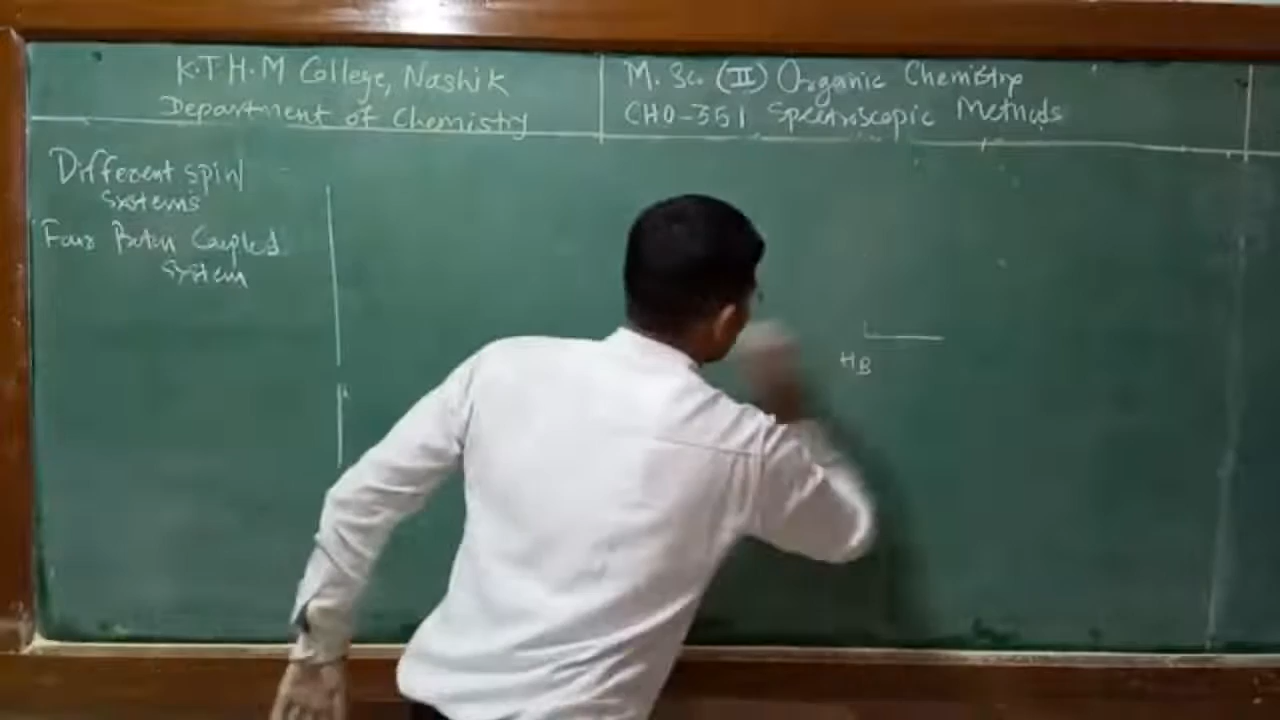 K.T.H.M College, Nashik
Department of Chemistry
M. Sc. (II) Organic Chemistry
CHO-351 Spectroscopic Methods
Different spin
systems
Four Proton Coupled
system
HB